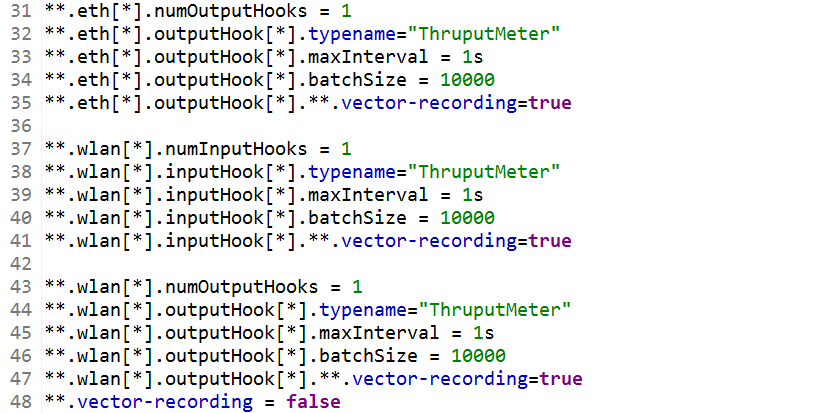 31 **.eth[*].numOutputHooks = 1
32 **.eth[*].outputHook[*].typename="ThruputMeter"
33 **.eth[*].outputHook[*].maxInterval = 1s
34 **.eth[*].outputHook[*].batchSize = 10000
35 **.eth[*].outputHook[*].**.vector-recording=true
36
37 **.wlan[*].numInputHooks = 1
38 **.wlan[*].inputHook[*].typename="ThruputMeter"
39 **.wlan[*].inputHook[*].maxInterval = 1s
40 **.wlan[*].inputHook[*].batchSize = 10000
41 **.wlan[*].inputHook[*].**.vector-recording=true
42
43 **.wlan[*].numOutputHooks = 1
44 **.wlan[*].outputHook[*].typename="ThruputMeter"
45 **.wlan[*].outputHook[*].maxInterval = 1s
46 **.wlan[*].outputHook[*].batchSize = 10000
47 **.wlan[*].outputHook[*].**.vector-recording=true
48 **.vector-recording = false